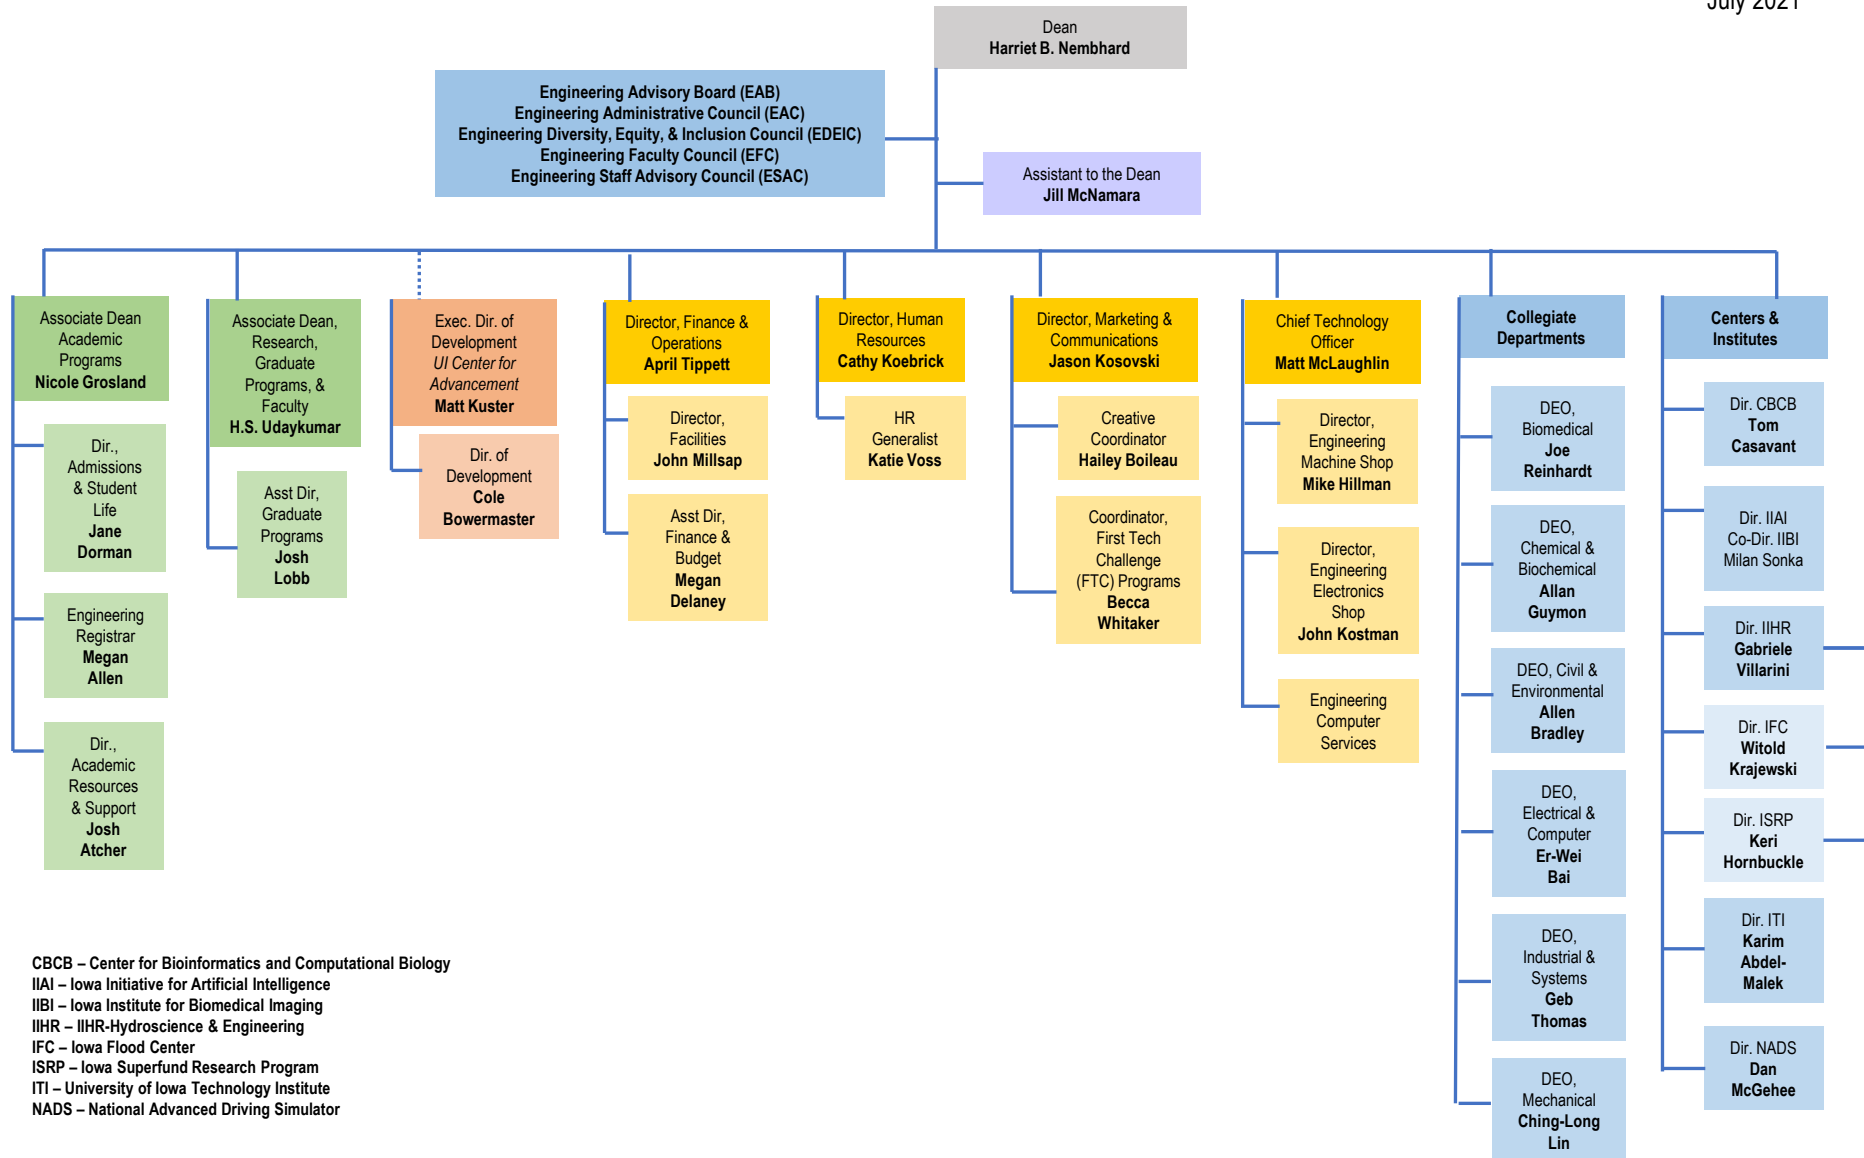 July 2021
Dean
Harriet B. Nembhard
Engineering Advisory Board (EAB)
Engineering Administrative Council (EAC)
Engineering Diversity, Equity, & Inclusion Council (EDEIC)
Engineering Faculty Council (EFC)
Engineering Staff Advisory Council (ESAC)
Assistant to the Dean
Jill McNamara
Associate Dean
Academic
Programs
Nicole Grosland
Dir.,
Admissions
& Student
Life
Jane
Dorman
Engineering
Registrar
Megan
Allen
Dir.,
Academic
Resources
& Support
Josh
Atcher
Associate Dean,
Research,
Graduate
Programs, &
Faculty
H.S. Udaykumar
Asst Dir,
Graduate
Programs
Josh
Lobb
Exec. Dir. of
Development
UI Center for
Advancement
Matt Kuster
Dir. of
Development
Cole
Bowermaster
Director, Finance &
Operations
April Tippett
Director,
Facilities
John Millsap
Asst Dir,
Finance &
Budget
Megan
Delaney
Director, Human
Resources
Cathy Koebrick
HR
Generalist
Katie Voss
Director, Marketing &
Communications
Jason Kosovski
Creative
Coordinator
Hailey Boileau
Coordinator,
First Tech
Challenge
(FTC) Programs
Becca
Whitaker
Chief Technology
Officer
Matt McLaughlin
Director,
Engineering
Machine Shop
Mike Hillman
Director,
Engineering
Electronics
Shop
John Kostman
Engineering
Computer
Services
Collegiate
Departments
DEO,
Biomedical
Joe
Reinhardt
DEO,
Chemical &
Biochemical
Allan
Guymon
DEO, Civil &
Environmental
Allen
Bradley
DEO,
Electrical &
Computer
Er-Wei
Bai
DEO,
Industrial &
Systems
Geb
Thomas
DEO,
Mechanical
Ching-Long
Lin
Centers &
Institutes
Dir. CBCB
Tom
Casavant
Dir. IIAI
Co-Dir. IIBI
Milan Sonka
Dir. IIHR
Gabriele
Villarini
Dir. IFC
Witold
Krajewski
Dir. ISRP
Keri
Hornbuckle
Dir. ITI
Karim
Abdel-
Malek
Dir. NADS
Dan
McGehee
CBCB – Center for Bioinformatics and Computational Biology
IIAI – Iowa Initiative for Artificial Intelligence
IIBI – Iowa Institute for Biomedical Imaging
IIHR – IIHR-Hydroscience & Engineering
IFC – Iowa Flood Center
ISRP – Iowa Superfund Research Program
ITI – University of Iowa Technology Institute
NADS – National Advanced Driving Simulator